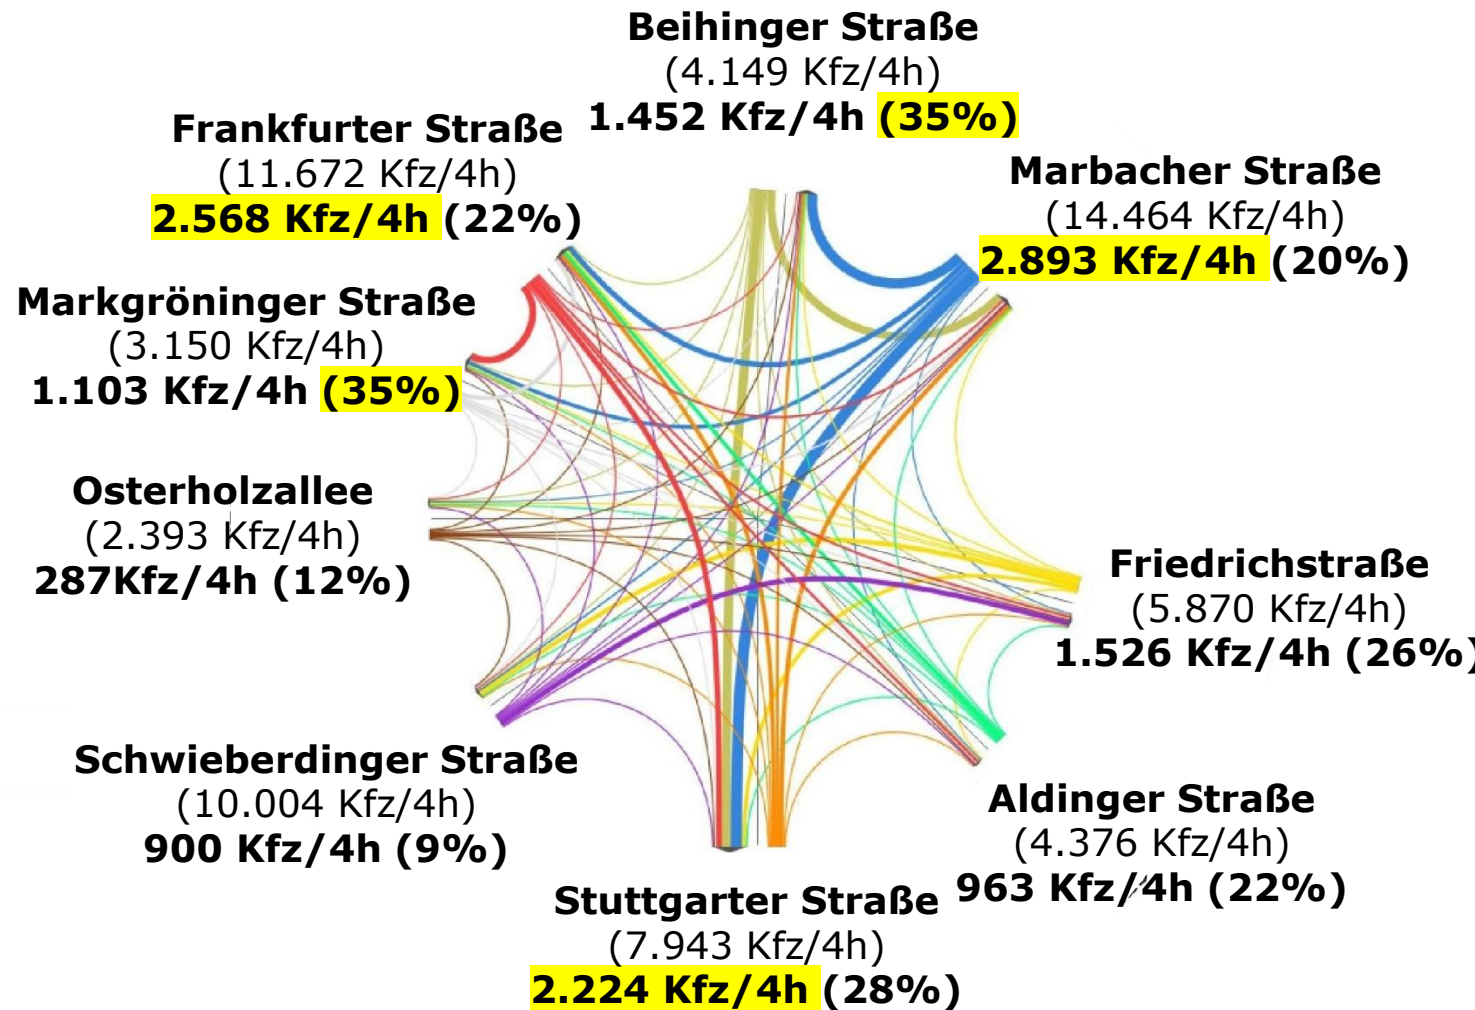 Beihinger Straße
(4.149 Kfz/4h)
1.452 Kfz/4h (35%)
Frankfurter Straße
(11.672 Kfz/4h)
2.568 Kfz/4h (22%)
Marbacher Straße
(14.464 Kfz/4h)
2.893 Kfz/4h (20%)
Markgröninger Straße
(3.150 Kfz/4h)
1.103 Kfz/4h (35%)
Osterholzallee
(2.393 Kfz/4h)
287Kfz/4h (12%)
Friedrichstraße
(5.870 Kfz/4h)
1.526 Kfz/4h (26%)
Schwieberdinger Straße
(10.004 Kfz/4h)
900 Kfz/4h (9%)
Aldinger Straße
(4.376 Kfz/4h)
963 Kfz/4h (22%)
Stuttgarter Straße
(7.943 Kfz/4h)
2.224 Kfz/4h (28%)